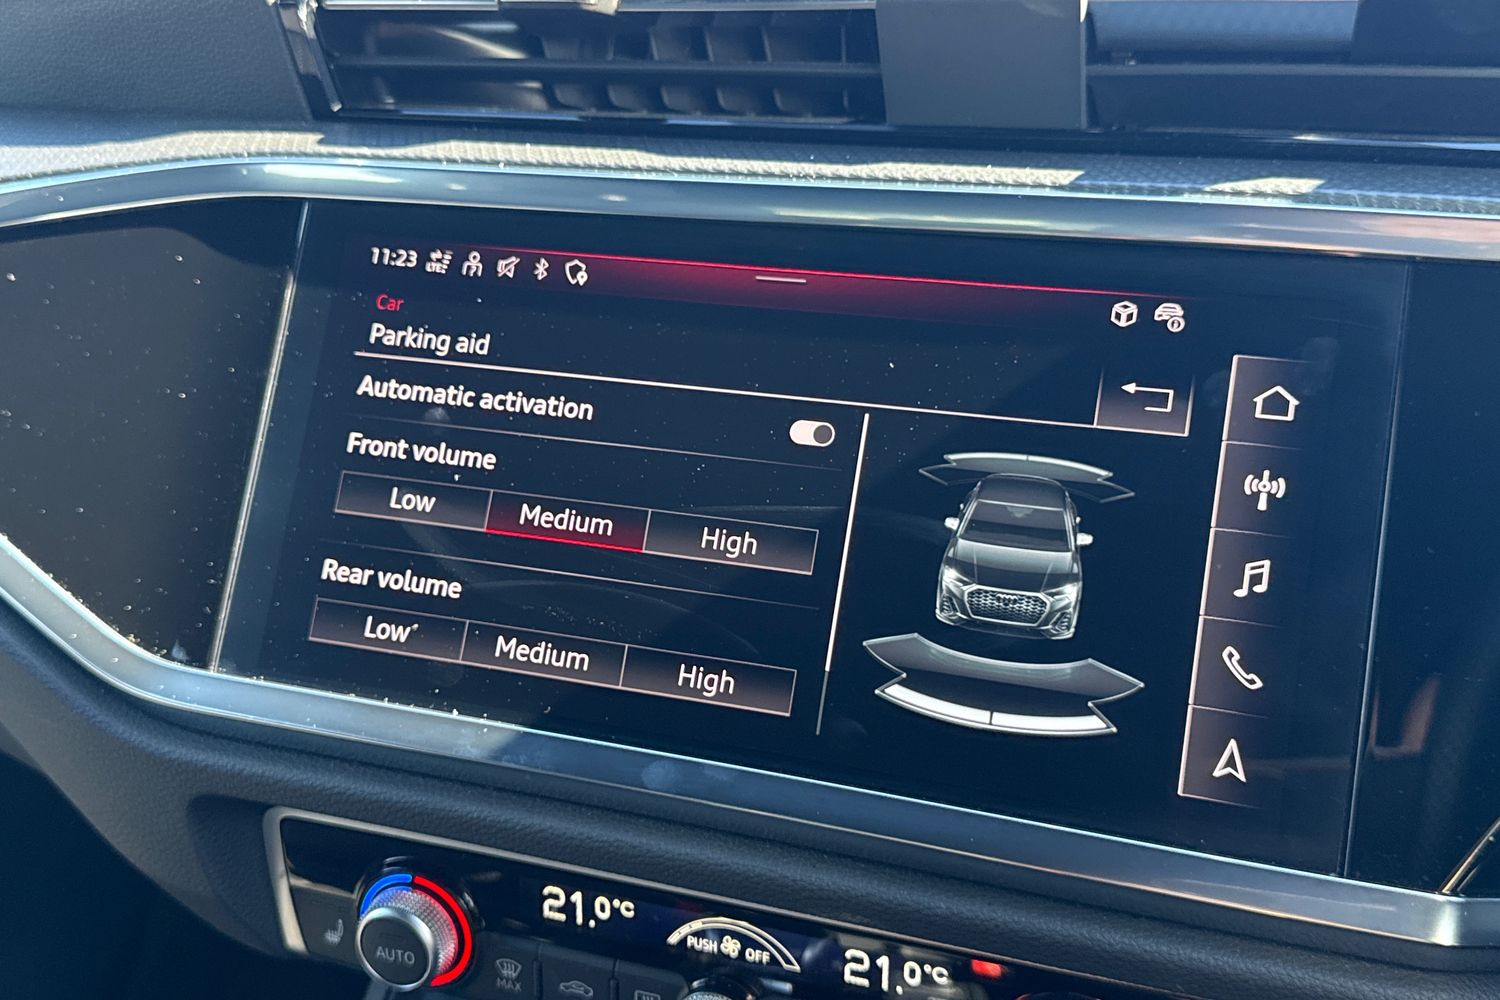 11:23
LTE
Car
Parking aid
Automatic activation
Front volume
Low Medium High
Rear volume
Low Medium High
21.0°C
PUSH OFF
21.0°C
AUTO
MAX